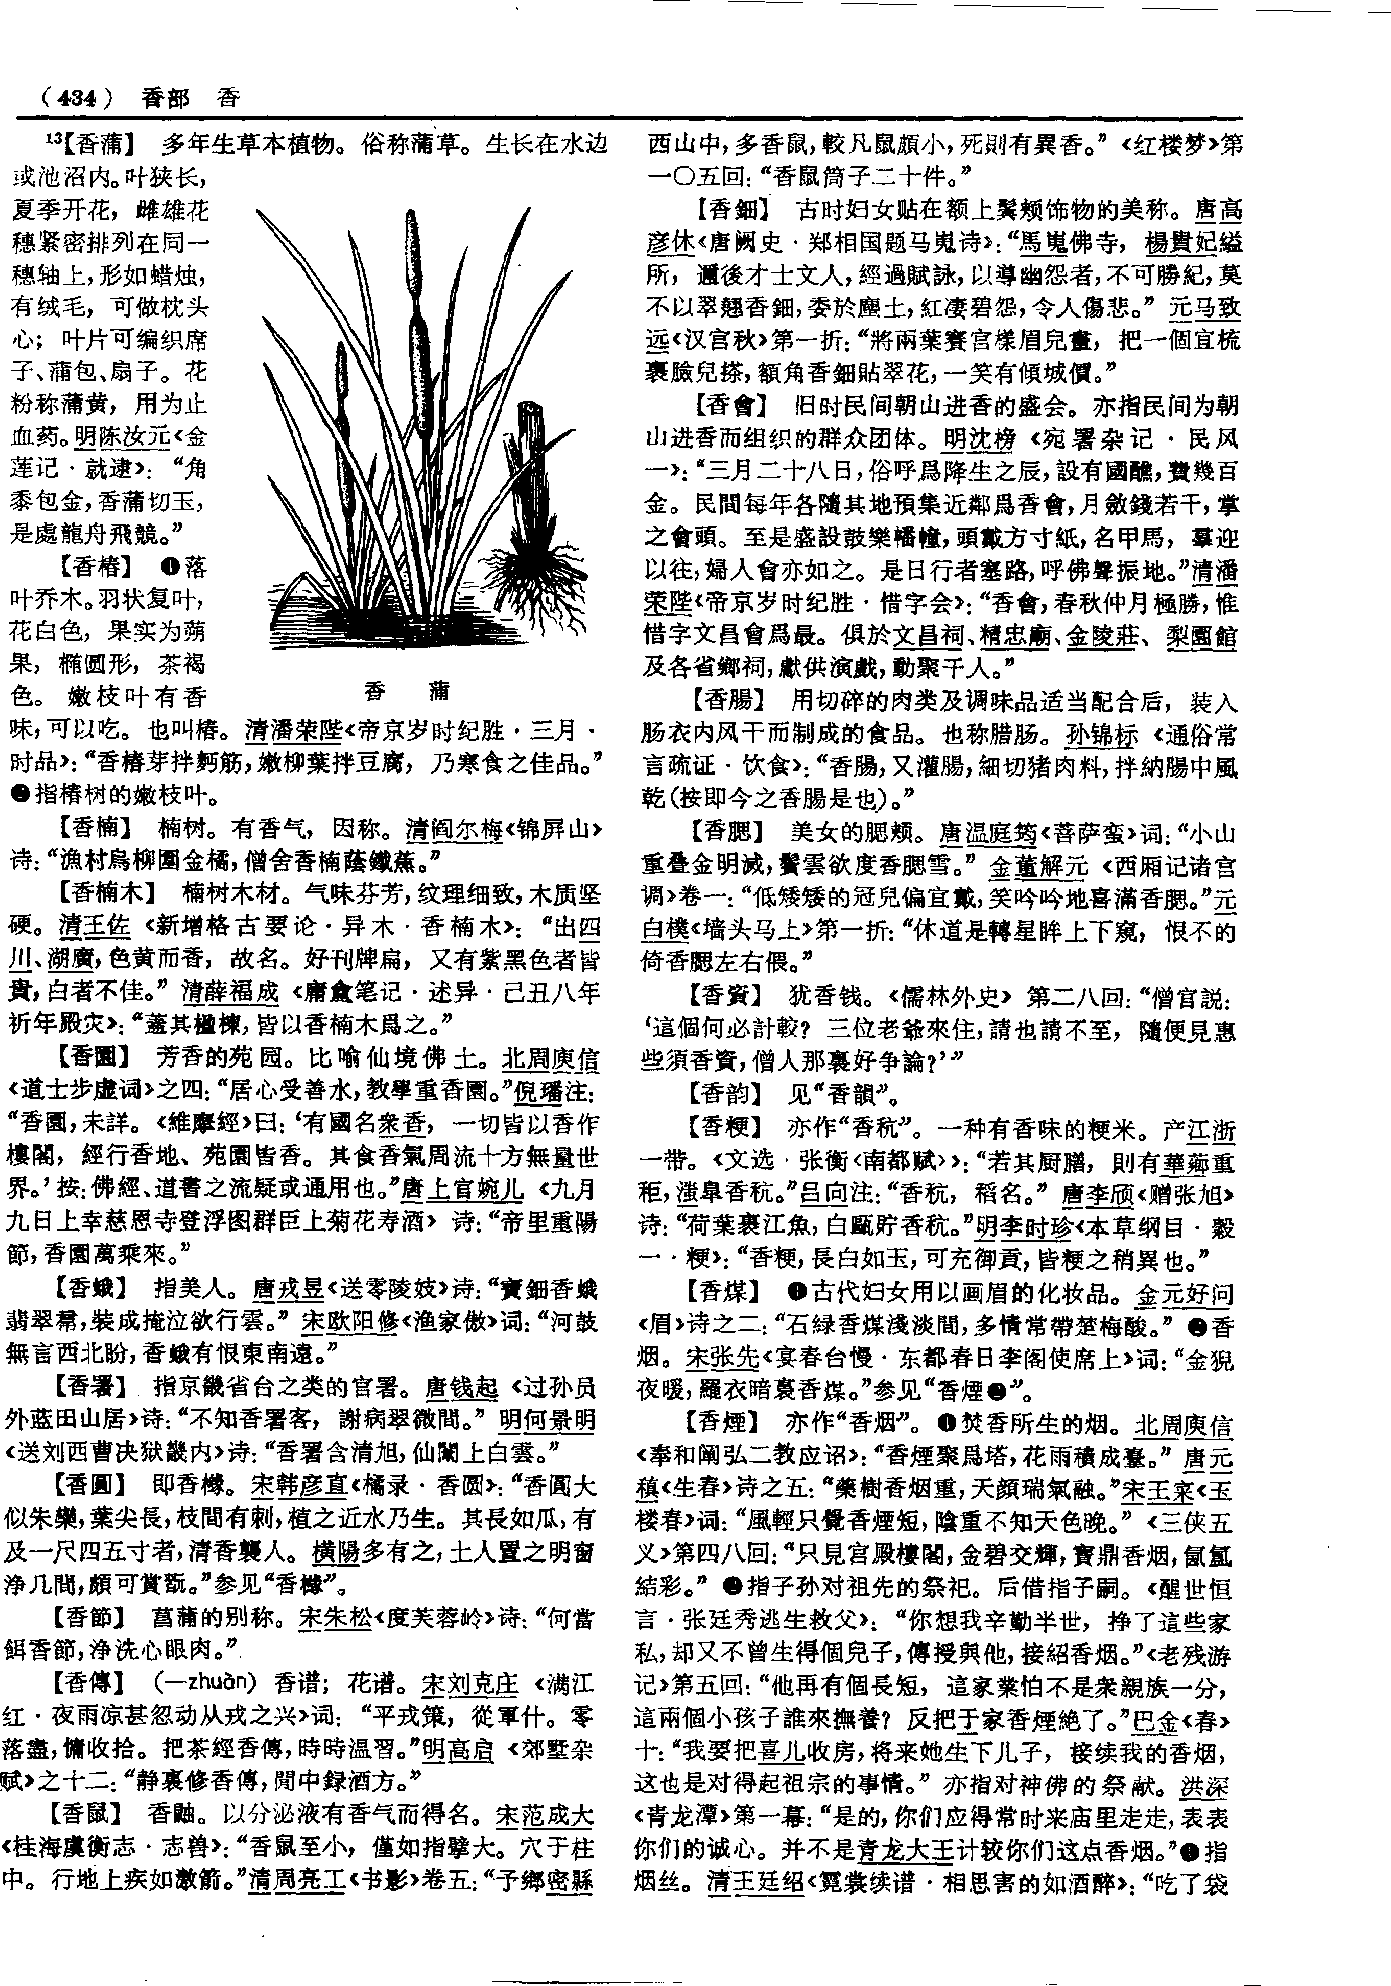 （434） 香部 香
13【香蒲】 多年生草本植物。俗称蒲草。生长在水边
或池沼内。叶狭长，
夏季开花，雌雄花
穗紧密排列在同一
穗轴上，形如蜡烛，
有绒毛，可做枕头
心；叶片可编织席
子、蒲包、扇子。花
粉称蒲黄，用为止
血药。明陈汝元《金
莲记·就逮》：“角
黍包金，香蒲切玉，
是處龍舟飛競。”
【香椿】 ❶落
叶乔木。羽状复叶，
花白色，果实为蒴
果，椭圆形，茶褐
色。嫩枝叶有香
香 蒲
味，可以吃。也叫椿。清潘荣陛《帝京岁时纪胜·三月·
时品》：“香椿芽拌麪筋，嫩柳葉拌豆腐，乃寒食之佳品。”
❷指椿树的嫩枝叶。
【香楠】 楠树。有香气，因称。清阎尔梅《锦屏山》
诗：“漁村烏柳圍金橘，僧舍香楠蔭鐵蕉。”
【香楠木】 楠树木材。气味芬芳，纹理细致，木质坚
硬。清王佐《新增格古要论·异木·香楠木》：“出四
川、湖廣，色黄而香，故名。好刊牌扁，又有紫黑色者皆
貴，白者不佳。”清薛福成《庸盦笔记·述异·己丑八年
祈年殿灾》：“蓋其楹棟，皆以香楠木爲之。”
【香園】 芳香的苑园。比喻仙境佛土。北周庾信
《道士步虚词》之四：“居心受善水，教學重香園。”倪璠注：
“香園，未詳。《維摩經》曰：‘有國名衆香，一切皆以香作
樓閣，經行香地、苑園皆香。其食香氣周流十方無量世
界。’按：佛經、道書之流疑或通用也。”唐上官婉儿《九月
九日上幸慈恩寺登浮图群臣上菊花寿酒》诗：“帝里重陽
節，香園萬乘來。”
【香蛾】 指美人。唐戎昱《送零陵妓》诗：“寶鈿香蛾
翡翠帬，裝成掩泣欲行雲。”宋欧阳修《渔家傲》词：“河鼓
無言西北盼，香蛾有恨東南遠。”
【香署】 指京畿省台之类的官署。唐钱起《过孙员
外蓝田山居》诗：“不知香署客，謝病翠微間。”明何景明
《送刘西曹决狱畿内》诗：“香署含清旭，仙闈上白雲。”
【香圓】 即香櫞。宋韩彦直《橘录·香圆》：“香圓大
似朱欒，葉尖長，枝間有刺，植之近水乃生。其長如瓜，有
及一尺四五寸者，清香襲人。横陽多有之，土人置之明窗
净几間，頗可賞翫。”参见“香櫞”。
【香節】 菖蒲的别称。宋朱松《度芙蓉岭》诗：“何當
餌香節，净洗心眼肉。”
【香傳】 （—zhuàn）香谱；花谱。宋刘克庄《满江
红·夜雨凉甚忽动从戎之兴》词：“平戎策，從軍什。零
落盡，慵收拾。把茶經香傳，時時温習。”明高启《郊墅杂
赋》之十二：“静裏修香傳，閒中録酒方。”
【香鼠】 香鼬。以分泌液有香气而得名。宋范成大
《桂海虞衡志·志兽》：“香鼠至小，僅如指擘大。穴于柱
中。行地上疾如激箭。”清周亮工《书影》卷五：“予鄉密縣
西山中，多香鼠，較凡鼠頗小，死則有異香。”《红楼梦》第
一〇五回：“香鼠筒子二十件。”
【香鈿】 古时妇女贴在额上鬓颊饰物的美称。唐高
彦休《唐阙史·郑相国题马嵬诗》：“馬嵬佛寺，楊貴妃縊
所，邇後才士文人，經過賦詠，以導幽怨者，不可勝紀，莫
不以翠翹香鈿，委於塵土，紅凄碧怨，令人傷悲。”元马致
远《汉宫秋》第一折：“將兩葉賽宫樣眉兒畫，把一個宜梳
裹臉兒搽，額角香鈿貼翠花，一笑有傾城價。”
【香會】 旧时民间朝山进香的盛会。亦指民间为朝
山进香而组织的群众团体。明沈榜《宛署杂记·民风
一》：“三月二十八日，俗呼爲降生之辰，設有國醮，費幾百
金。民間每年各隨其地預集近鄰爲香會，月斂錢若干，掌
之會頭。至是盛設鼓樂幡幢，頭戴方寸紙，名甲馬，羣迎
以往，婦人會亦如之。是日行者塞路，呼佛聲振地。”清潘
荣陛《帝京岁时纪胜·惜字会》：“香會，春秋仲月極勝，惟
惜字文昌會爲最。俱於文昌祠、精忠廟、金陵莊、梨園館
及各省鄉祠，獻供演戲，動聚千人。”
【香腸】 用切碎的肉类及调味品适当配合后，装入
肠衣内风干而制成的食品。也称腊肠。孙锦标《通俗常
言疏证·饮食》：“香腸，又灌腸，細切猪肉料，拌納腸中風
乾（按即今之香腸是也）。”
【香腮】 美女的腮颊。唐温庭筠《菩萨蛮》词：“小山
重叠金明滅，鬢雲欲度香腮雪。”金董解元《西厢记诸宫
调》卷一：“低矮矮的冠兒偏宜戴，笑吟吟地喜滿香腮。”元
白樸《墙头马上》第一折：“休道是轉星眸上下窺，恨不的
倚香腮左右偎。”
【香資】 犹香钱。《儒林外史》第二八回：“僧官説：
‘這個何必計較？三位老爺來住，請也請不至，隨便見惠
些須香資，僧人那裏好争論？’”
【香韵】 见“香韻”。
【香粳】 亦作“香秔”。一种有香味的粳米。产江浙
一带。《文选·张衡〈南都赋〉》：“若其厨膳，則有華薌重
秬，滍皋香秔。”吕向注：“香秔，稻名。”唐李颀《赠张旭》
诗：“荷葉裹江魚，白甌貯香秔。”明李时珍《本草纲目·穀
一·粳》：“香粳，長白如玉，可充御貢，皆粳之稍異也。”
【香煤】 ❶古代妇女用以画眉的化妆品。金元好问
《眉》诗之二：“石緑香煤淺淡間，多情常帶楚梅酸。”❷香
烟。宋张先《宴春台慢·东都春日李阁使席上》词：“金猊
夜暖，羅衣暗裛香煤。”参见“香煙❶”。
【香煙】 亦作“香烟”。❶焚香所生的烟。北周庾信
《奉和阐弘二教应诏》：“香煙聚爲塔，花雨積成臺。”唐元
稹《生春》诗之五：“藥樹香烟重，天顔瑞氣融。”宋王寀《玉
楼春》词：“風輕只覺香煙短，陰重不知天色晚。”《三侠五
义》第四八回：“只見宫殿樓閣，金碧交輝，寶鼎香烟，氤氲
結彩。”❷指子孙对祖先的祭祀。后借指子嗣。《醒世恒
言·张廷秀逃生救父》：“你想我辛勤半世，挣了這些家
私，却又不曾生得個兒子，傳授與他，接紹香烟。”《老残游
记》第五回：“他再有個長短，這家業怕不是衆親族一分，
這兩個小孩子誰來撫養？反把于家香煙絶了。”巴金《春》
十：“我要把喜儿收房，将来她生下儿子，接续我的香烟，
这也是对得起祖宗的事情。”亦指对神佛的祭献。洪深
《青龙潭》第一幕：“是的，你们应得常时来庙里走走，表表
你们的诚心。并不是青龙大王计较你们这点香烟。”❸指
烟丝。清王廷绍《霓裳续谱·相思害的如酒醉》：“吃了袋